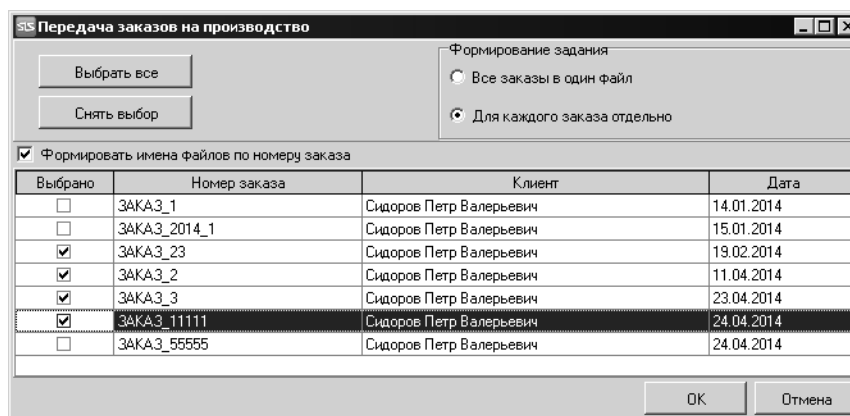 SLS Передача заказов на производство
Выбрать все
Снять выбор
Формирование задания
Все заказы в один файл
Для каждого заказа отдельно
Формировать имена файлов по номеру заказа
Выбрано Номер заказа Клиент Дата
ЗАКАЗ_1 Сидоров Петр Валерьевич 14.01.2014
ЗАКАЗ_2014_1 Сидоров Петр Валерьевич 15.01.2014
ЗАКАЗ_23 Сидоров Петр Валерьевич 19.02.2014
ЗАКАЗ_2 Сидоров Петр Валерьевич 11.04.2014
ЗАКАЗ_3 Сидоров Петр Валерьевич 23.04.2014
ЗАКАЗ_11111 Сидоров Петр Валерьевич 24.04.2014
ЗАКАЗ_55555 Сидоров Петр Валерьевич 24.04.2014
OK Отмена